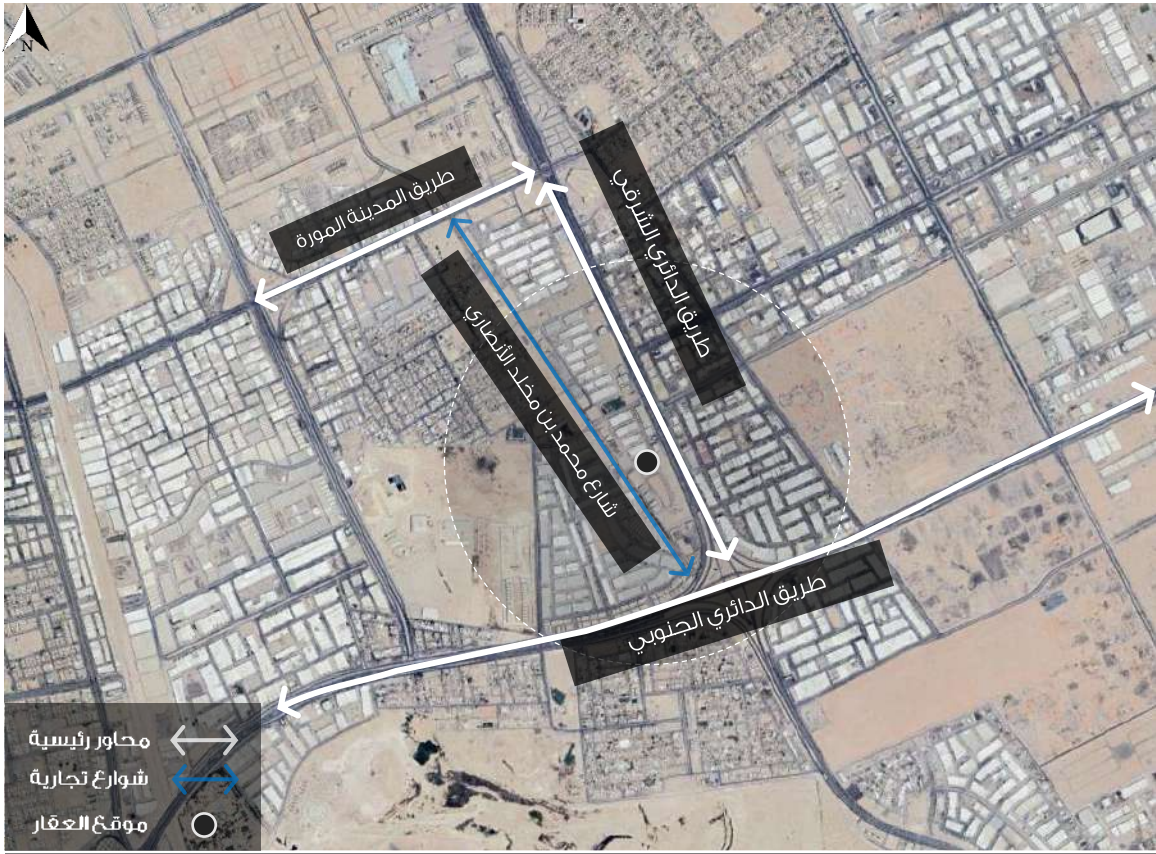 N
طريق المدينة المورة
طريق الدائري الشرقي
شارع محمد بن مخلد الأنصاري
طريق الدائري الجنوبي
محاور رئيسية
شوارع تجارية
موقع العقار